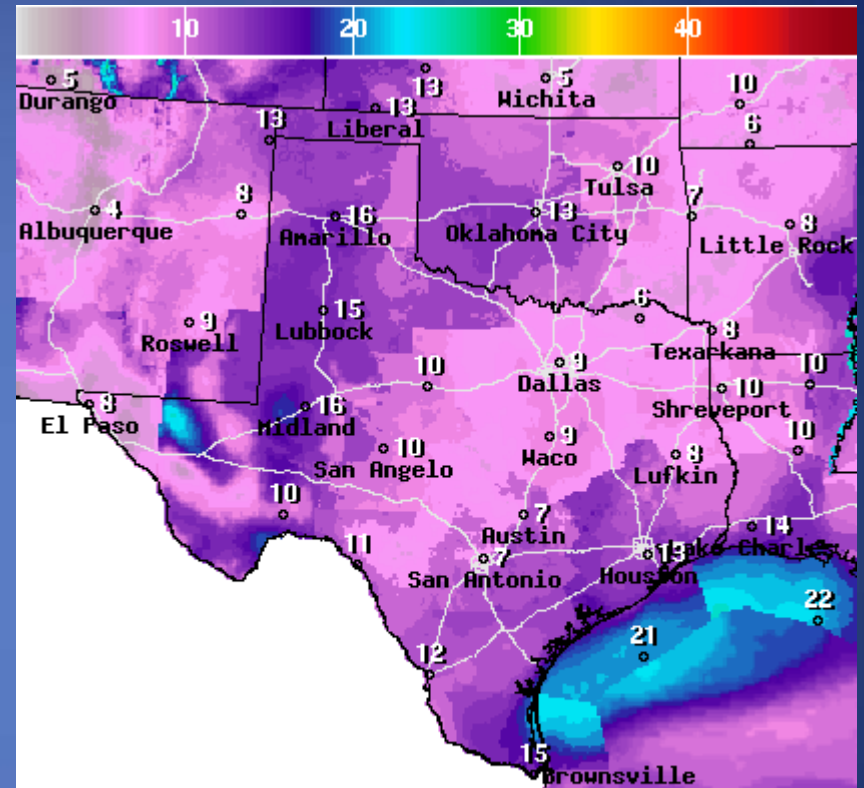 10 20 30 40
5 13 5 10
Durango Wichita
13 13 6
Liberal
10
Tulsa
4 8 16 13 7 8
Albuquerque Amarillo Oklahoma City Little Rock
9 15 6 8
Roswell Lubbock Texarkana
10 9 10 10
Dallas
8 16 Shreveport
El Paso Midland
10 9 8 10
San Angelo Waco Lufkin
10 7 14
Austin
11 7 13 Lake Charles
San Antonio Houston
22
21
12
15
Brownsville